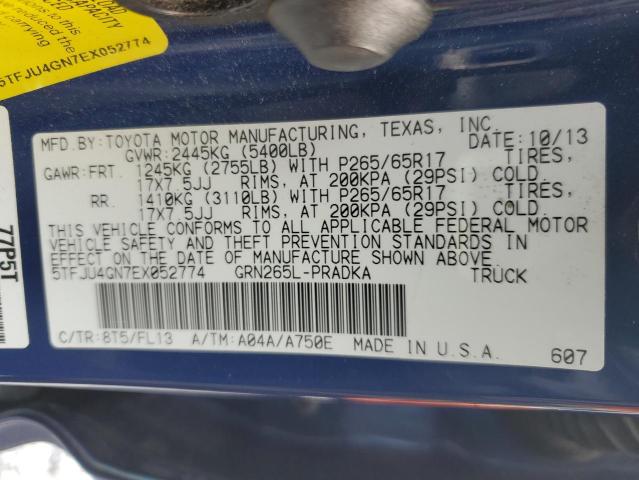 CAPACITY
5TFJU4GN7EX052774
77P5T
MFD.BY:TOYOTA MOTOR MANUFACTURING, TEXAS, INC.
GVWR:2445KG (5400LB) DATE:10/13
GAWR:FRT. 1245KG (2755LB) WITH P265/65R17 TIRES,
17X7.5JJ RIMS, AT 200KPA (29PSI) COLD.
RR. 1410KG (3110LB) WITH P265/65R17 TIRES,
17X7.5JJ RIMS, AT 200KPA (29PSI) COLD.
THIS VEHICLE CONFORMS TO ALL APPLICABLE FEDERAL MOTOR
VEHICLE SAFETY AND THEFT PREVENTION STANDARDS IN
EFFECT ON THE DATE OF MANUFACTURE SHOWN ABOVE.
5TFJU4GN7EX052774 GRN265L-PRADKA TRUCK
C/TR:8T5/FL13 A/TM:A04A/A750E MADE IN U.S.A. 607